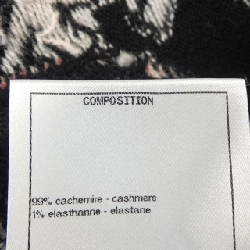 COMPOSITION
99% cachemire - cashmere
1% elasthanne - elastane